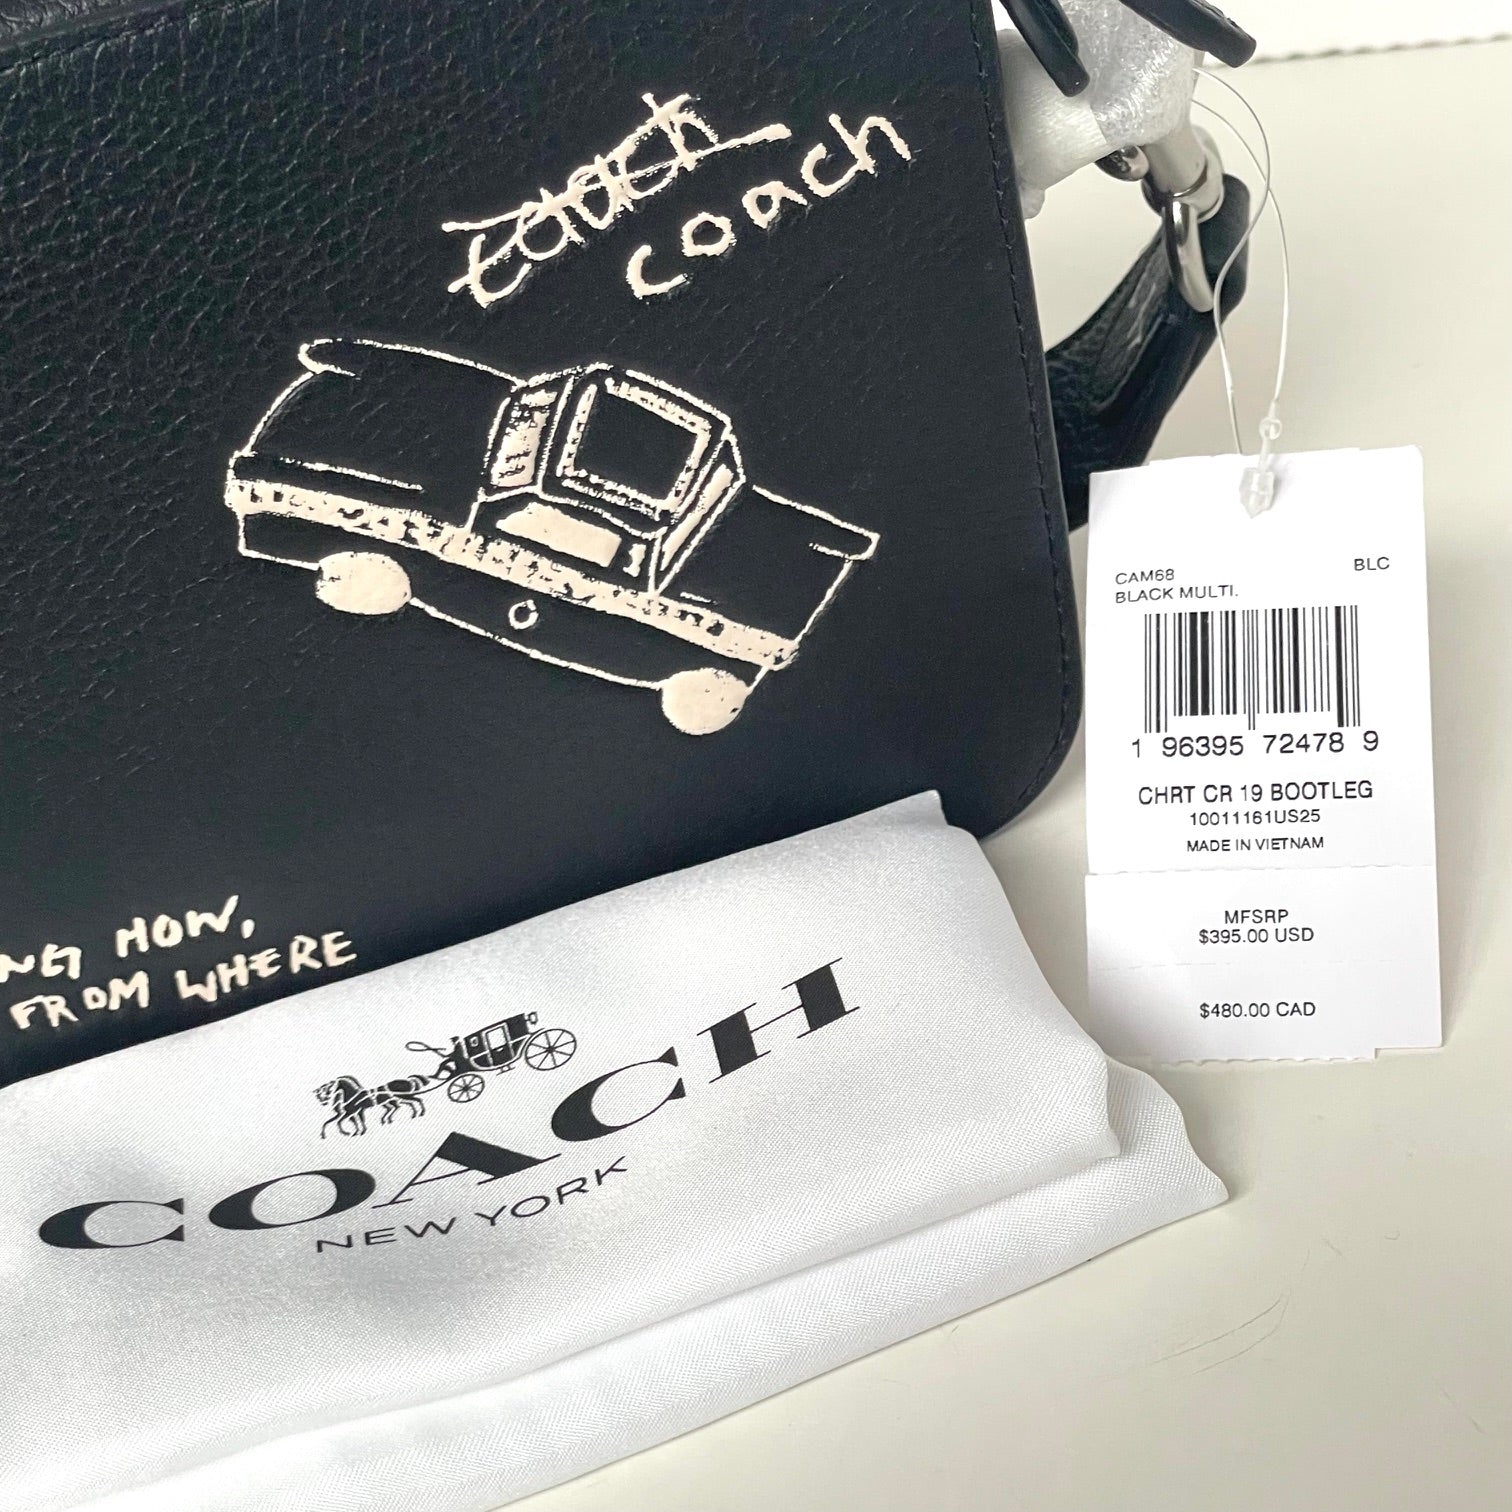 coach
coach
HOW,
FROM WHERE
COACH
NEW YORK
CAM68 BLC
BLACK MULTI.
1 96395 72478 9
CHRT CR 19 BOOTLEG
10011161US25
MADE IN VIETNAM
MFSRP
$395.00 USD
$480.00 CAD